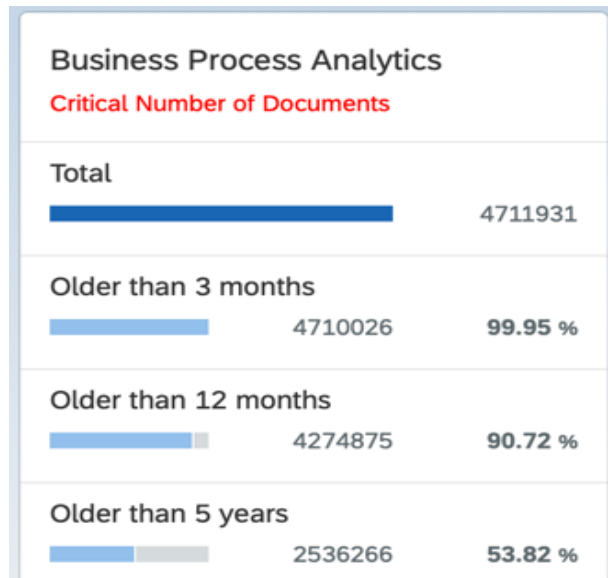 Business Process Analytics
Critical Number of Documents
Total
4711931
Older than 3 months
4710026 99.95 %
Older than 12 months
4274875 90.72 %
Older than 5 years
2536266 53.82 %